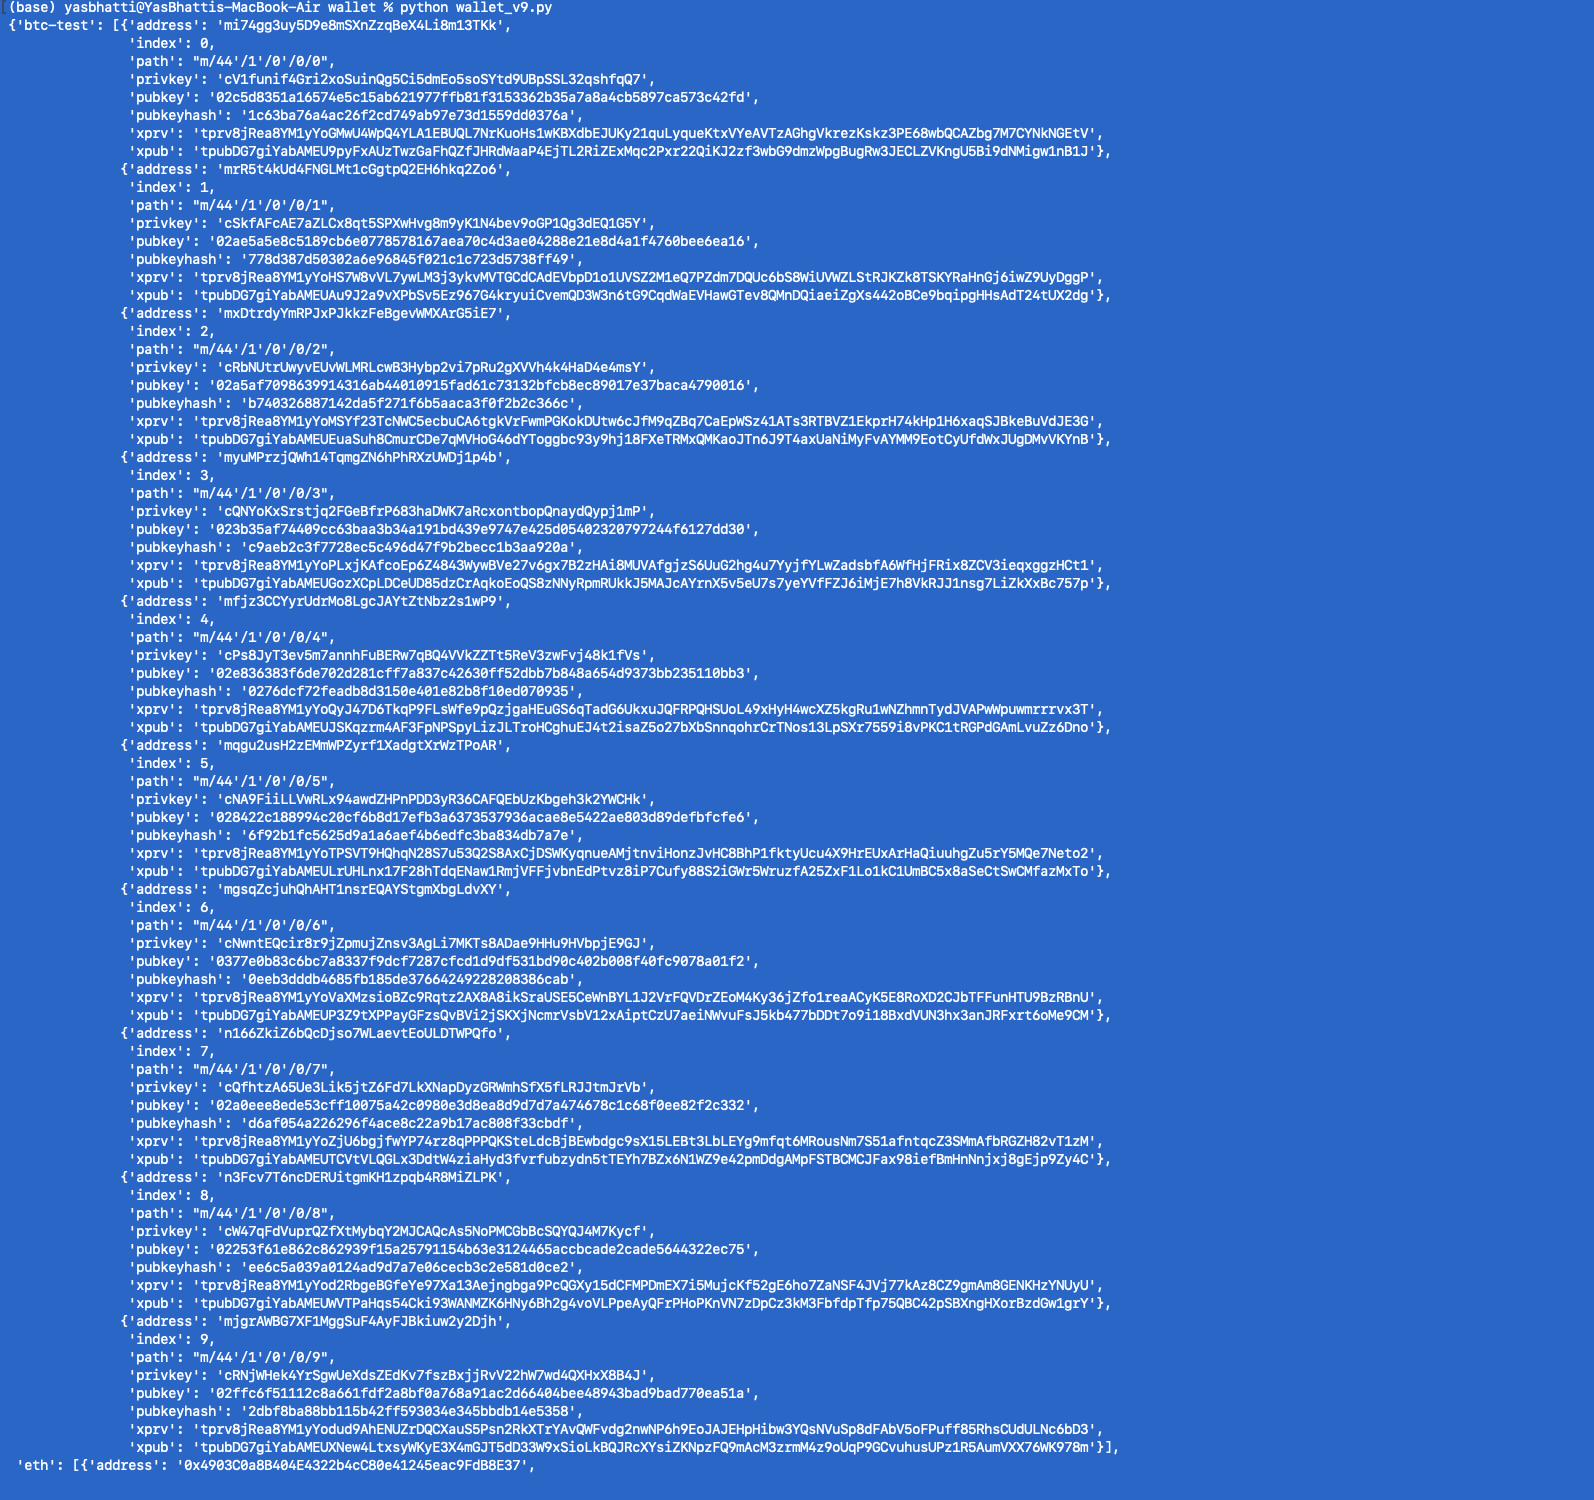 (base) yasbhatti@YasBhattis-MacBook-Air wallet % python wallet_v9.py
{'btc-test': [{'address': 'mi74gg3uy5D9e8mSXnZzqBeX4Li8m13TKk',
'index': 0,
'path': "m/44'/1'/0'/0/0",
'privkey': 'cV1funif4Gri2xoSuinQg5Ci5dmEo5soSYtd9UBpSSL32qshfqQ7',
'pubkey': '02c5d8351a16574e5c15ab621977ffb81f3153362b35a7a8a4cb5897ca573c42fd',
'pubkeyhash': '1c63ba76a4ac26f2cd749ab97e73d1559dd0376a',
'xprv': 'tprv8jRea8YM1yYoGMwU4WpQ4YLA1EBUQL7NrKuoHs1wKBXdbEJUKy21quLyqueKtxVYeAVTzAGhgVkrezKskz3PE68wbQCAZbg7M7CYNkNGEtV',
'xpub': 'tpubDG7giYabAMEU9pyFxAUzTwzGaFhQZfJHRdWaaP4EjTL2RiZExMqc2Pxr22QiKJ2zf3wbG9dmzWpgBugRw3JECLZVKngU5Bi9dNMigw1nB1J'},
{'address': 'mrR5t4kUd4FNGLMt1cGgtpQ2EH6hkq2Zo6',
'index': 1,
'path': "m/44'/1'/0'/0/1",
'privkey': 'cSkfAFcAE7aZLCx8qt5SPXwHvg8m9yK1N4bev9oGP1Qg3dEQ1G5Y',
'pubkey': '02ae5a5e8c5189cb6e0778578167aea70c4d3ae04288e21e8d4a1f4760bee6ea16',
'pubkeyhash': '778d387d50302a6e96845f021c1c723d5738ff49',
'xprv': 'tprv8jRea8YM1yYoHS7W8vVL7ywLM3j3ykvMVTGCdCAdEVbpD1o1UVSZ2M1eQ7PZdm7DQUc6bS8WiUVWZLStRJKZk8TSKYRaHnGj6iwZ9UyDggP',
'xpub': 'tpubDG7giYabAMEUAu9J2a9vXPbSv5Ez967G4kryuiCvemQD3W3n6tG9CqdWaEVHawGTev8QMnDQiaeiZgXs442oBCe9bqipgHHsAdT24tUX2dg'},
{'address': 'mxDtrdyYmRPJxPJkkzFeBgevWMXArG5iE7',
'index': 2,
'path': "m/44'/1'/0'/0/2",
'privkey': 'cRbNUtrUwyvEUvWLMRLcwB3Hybp2vi7pRu2gXVVh4k4HaD4e4msY',
'pubkey': '02a5af7098639914316ab44010915fad61c73132bfcb8ec89017e37baca4790016',
'pubkeyhash': 'b740326887142da5f271f6b5aaca3f0f2b2c366c',
'xprv': 'tprv8jRea8YM1yYoMSYf23TcNWC5ecbuCA6tgkVrFwmPGKokDUtw6cJfM9qZBq7CaEpWSz41ATs3RTBVZ1EkprH74kHp1H6xaqSJBkeBuVdJE3G',
'xpub': 'tpubDG7giYabAMEUEuaSuh8CmurCDe7qMVHoG46dYToggbc93y9hj18FXeTRMxQMKaoJTn6J9T4axUaNiMyFvAYMM9EotCyUfdWxJUgDMvVKYnB'},
{'address': 'myuMPrzjQWh14TqmgZN6hPhRXzUWDj1p4b',
'index': 3,
'path': "m/44'/1'/0'/0/3",
'privkey': 'cQNYoKxSrstjq2FGeBfrP683haDWK7aRcxontbopQnaydQypj1mP',
'pubkey': '023b35af74409cc63baa3b34a191bd439e9747e425d05402320797244f6127dd30',
'pubkeyhash': 'c9aeb2c3f7728ec5c496d47f9b2becc1b3aa920a',
'xprv': 'tprv8jRea8YM1yYoPLxjKAfcoEp6Z4843WywBVe27v6gx7B2zHAi8MUVAfgjzS6UuG2hg4u7YyjfYLwZadsbfA6WfHjFRix8ZCV3ieqxggzHCt1',
'xpub': 'tpubDG7giYabAMEUGozXCpLDCeUD85dzCrAqkoEoQS8zNNyRpmRUkkJ5MAJcAYrnX5v5eU7s7yeYVfFZJ6iMjE7h8VkRJJ1nsg7LiZkXxBc757p'},
{'address': 'mfjz3CCYyrUdrMo8LgcJAYtZtNbz2s1wP9',
'index': 4,
'path': "m/44'/1'/0'/0/4",
'privkey': 'cPs8JyT3ev5m7annhFuBERw7qBQ4VVkZZTt5ReV3zwFvj48k1fVs',
'pubkey': '02e836383f6de702d281cff7a837c42630ff52dbb7b848a654d9373bb235110bb3',
'pubkeyhash': '0276dcf72feadb8d3150e401e82b8f10ed070935',
'xprv': 'tprv8jRea8YM1yYoQyJ47D6TkqP9FLsWfe9pQzjgaHEuGS6qTadG6UkxuJQFRPQHSUoL49xHyH4wcXZ5kgRu1wNZhmnTydJVAPwWpuwmrrrvx3T',
'xpub': 'tpubDG7giYabAMEUJSKqzrm4AF3FpNPSpyLizJLTroHCghuEJ4t2isaZ5o27bXbSnnqohrCrTNos13LpSXr7559i8vPKC1tRGPdGAmLvuZz6Dno'},
{'address': 'mqgu2usH2zEMmWPZyrf1XadgtXrWzTPoAR',
'index': 5,
'path': "m/44'/1'/0'/0/5",
'privkey': 'cNA9FiiLLVwRLx94awdZHPnPDD3yR36CAFQEbUzKbgeh3k2YWCHk',
'pubkey': '028422c188994c20cf6b8d17efb3a6373537936acae8e5422ae803d89defbfcfe6',
'pubkeyhash': '6f92b1fc5625d9a1a6aef4b6edfc3ba834db7a7e',
'xprv': 'tprv8jRea8YM1yYoTPSVT9HQhqN28S7u53Q2S8AxCjDSWKyqnueAMjtnviHonzJvHC8BhP1fktyUcu4X9HrEUxArHaQiuuhgZu5rY5MQe7Neto2',
'xpub': 'tpubDG7giYabAMEULrUHLnx17F28hTdqENaw1RmjVFFjvbnEdPtvz8iP7Cufy88S2iGWr5WruzfA25ZxF1Lo1kC1UmBC5x8aSeCtSwCMfazMxTo'},
{'address': 'mgsqZcjuhQhAHT1nsrEQAYStgmXbgLdvXY',
'index': 6,
'path': "m/44'/1'/0'/0/6",
'privkey': 'cNwntEQcir8r9jZpmujZnsv3AgLi7MKTs8ADae9HHu9HVbpjE9GJ',
'pubkey': '0377e0b83c6bc7a8337f9dcf7287cfcd1d9df531bd90c402b008f40fc9078a01f2',
'pubkeyhash': '0eeb3dddb4685fb185de37664249228208386cab',
'xprv': 'tprv8jRea8YM1yYoVaXMzsioBZc9Rqtz2AX8A8ikSraUSE5CeWnBYL1J2VrFQVDrZEoM4Ky36jZfo1reaACyK5E8RoXD2CJbTFFunHTU9BzRBnU',
'xpub': 'tpubDG7giYabAMEUP3Z9tXPPayGFzsQvBVi2jSKXjNcmrVsbV12xAiptCzU7aeiNWvuFsJ5kb477bDDt7o9i18BxdVUN3hx3anJRFxrt6oMe9CM'},
{'address': 'n166ZkiZ6bQcDjso7WLaevtEoULDTWPQfo',
'index': 7,
'path': "m/44'/1'/0'/0/7",
'privkey': 'cQfhtzA65Ue3Lik5jtZ6Fd7LkXNapDyzGRWmhSfX5fLRJJtmJrVb',
'pubkey': '02a0eee8ede53cff10075a42c0980e3d8ea8d9d7d7a474678c1c68f0ee82f2c332',
'pubkeyhash': 'd6af054a226296f4ace8c22a9b17ac808f33cbdf',
'xprv': 'tprv8jRea8YM1yYoZjU6bgjfwYP74rz8qPPPQKSteLdcBjBEwbdgc9sX15LEBt3LbLEYg9mfqt6MRousNm7S51afntqcZ3SMmAfbRGZH82vT1zM',
'xpub': 'tpubDG7giYabAMEUTCVtVLQGLx3DdtW4ziaHyd3fvrfubzydn5tTEYh7BZx6N1WZ9e42pmDdgAMpFSTBCMCJFax98iefBmHnNnjxj8gEjp9Zy4C'},
{'address': 'n3Fcv7T6ncDERUitgmKH1zpqb4R8MiZLPK',
'index': 8,
'path': "m/44'/1'/0'/0/8",
'privkey': 'cW47qFdVuprQZfXtMybqY2MJCAQcAs5NoPMCGbBcSQYQJ4M7Kycf',
'pubkey': '02253f61e862c862939f15a25791154b63e3124465accbcade2cade5644322ec75',
'pubkeyhash': 'ee6c5a039a0124ad9d7a7e06cecb3c2e581d0ce2',
'xprv': 'tprv8jRea8YM1yYod2RbgeBGfeYe97Xa13Aejngbga9PcQGXy15dCFMPDmEX7i5MujcKf52gE6ho7ZaNSF4JVj77kAz8CZ9gmAm8GENKHzYNUyU',
'xpub': 'tpubDG7giYabAMEUWVTPaHqs54Cki93WANMZK6HNy6Bh2g4voVLPpeAyQFrPHoPKnVN7zDpCz3kM3FbfdpTfp75QBC42pSBXngHXorBzdGw1grY'},
{'address': 'mjgrAWBG7XF1MggSuF4AyFJBkiuw2y2Djh',
'index': 9,
'path': "m/44'/1'/0'/0/9",
'privkey': 'cRNjWHek4YrSgwUeXdsZEdKv7fszBxjjRvV22hW7wd4QXHxX8B4J',
'pubkey': '02ffc6f51112c8a661fdf2a8bf0a768a91ac2d66404bee48943bad9bad770ea51a',
'pubkeyhash': '2dbf8ba88bb115b42ff593034e345bbdb14e5358',
'xprv': 'tprv8jRea8YM1yYodud9AhENUZrDQCXauS5Psn2RkXTrYAvQWFvdg2nwNP6h9EoJAJEHpHibw3YQsNVuSp8dFAbV5oFPuff85RhsCUdULNc6bD3',
'xpub': 'tpubDG7giYabAMEUXNew4LtxsyWKyE3X4mGJT5dD33W9xSioLkBQJRcXYsiZKNpzFQ9mAcM3zrmM4z9oUqP9GCvuhusUPz1R5AumVXX76WK978m'}],
'eth': [{'address': '0x4903C0a8B404E4322b4cC80e41245eac9FdB8E37',